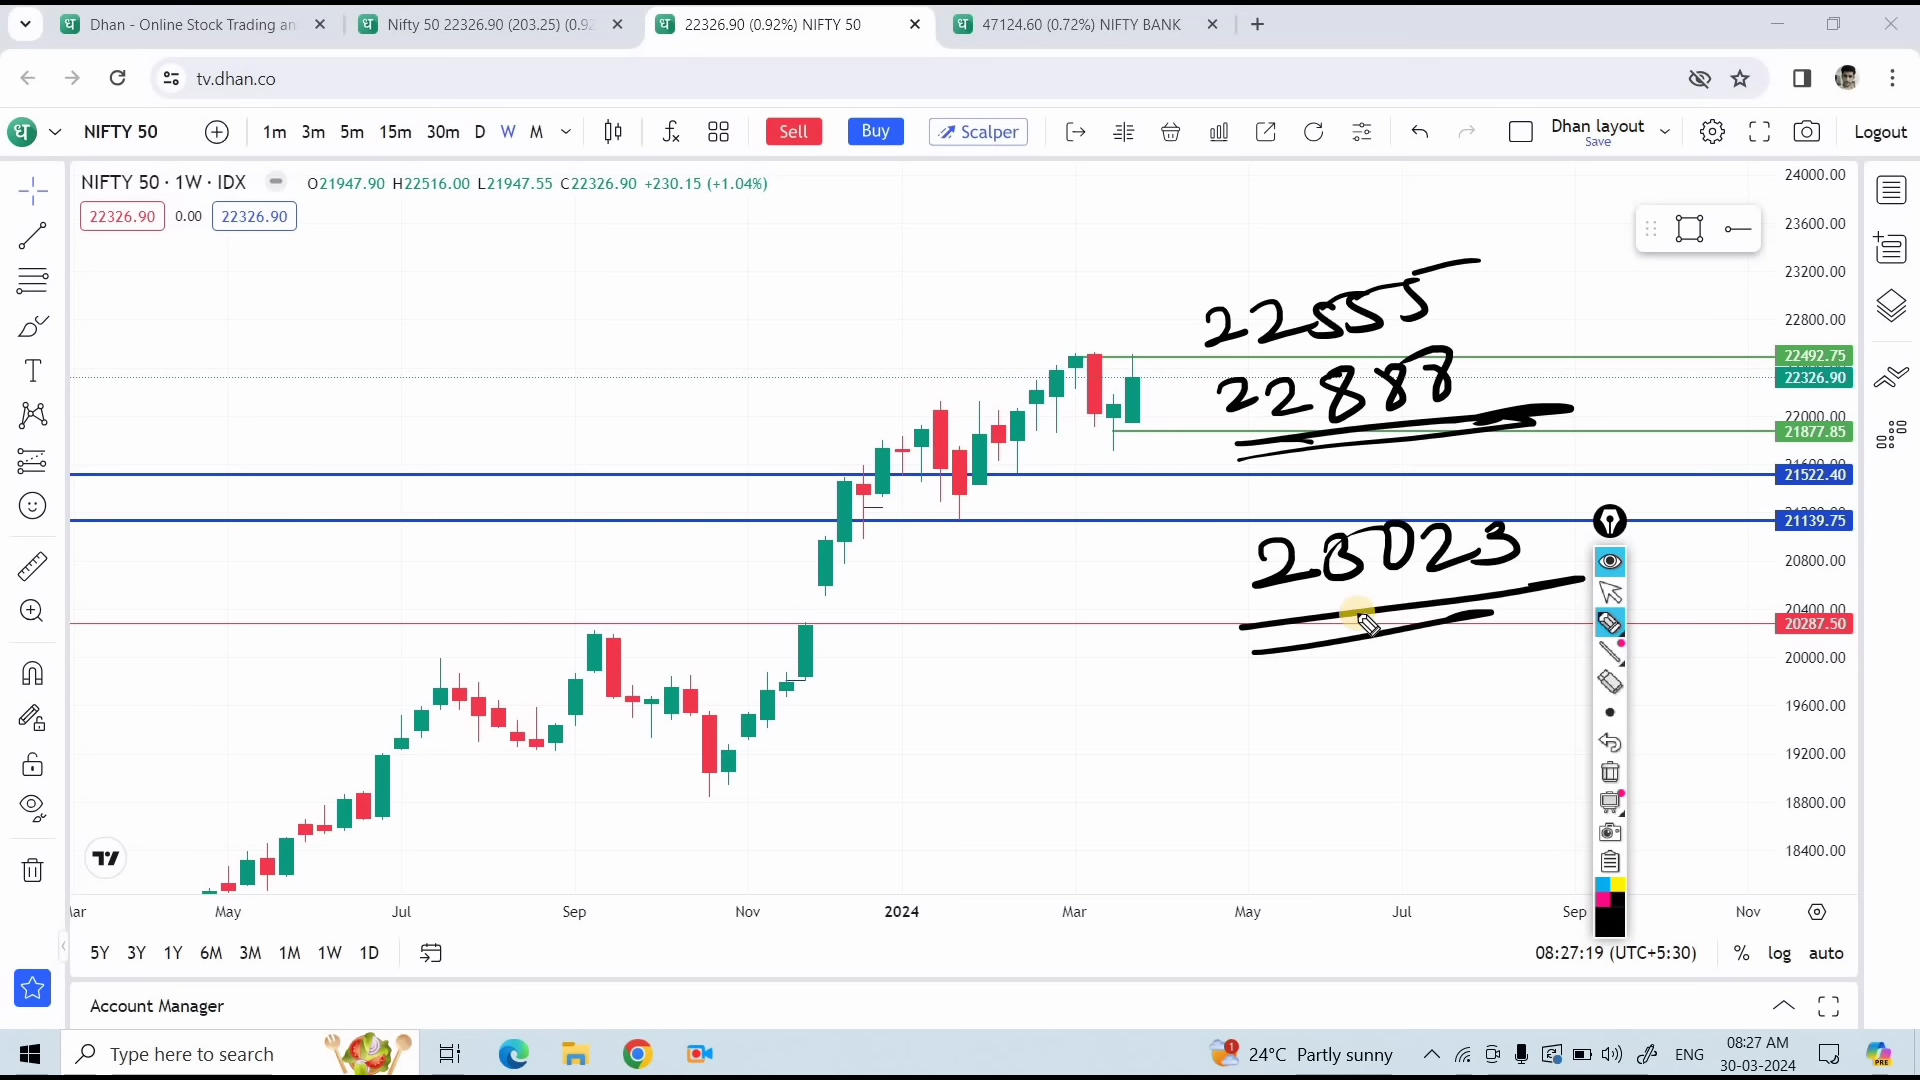 Dhan - Online Stock Trading an
Nifty 50 22326.90 (203.25) (0.92
22326.90 (0.92%) NIFTY 50
47124.60 (0.72%) NIFTY BANK
tv.dhan.co
ध NIFTY 50 1m 3m 5m 15m 30m D W M Sell Buy Scalper Dhan layout Save Logout
NIFTY 50 · 1W · IDX O21947.90 H22516.00 L21947.55 C22326.90 +230.15 (+1.04%)
22326.90 0.00 22326.90
24000.00
23600.00
23200.00
22800.00
22492.75
22326.90
22000.00
21877.85
21600.00
21522.40
21139.75
20800.00
20400.00
20287.50
20000.00
19600.00
19200.00
18800.00
18400.00
22555
22888
23023
May Jul Sep Nov 2024 Mar May Jul Sep Nov
5Y 3Y 1Y 6M 3M 1M 1W 1D
08:27:19 (UTC+5:30) % log auto
Account Manager
Type here to search
24°C Partly sunny
ENG
08:27 AM
30-03-2024